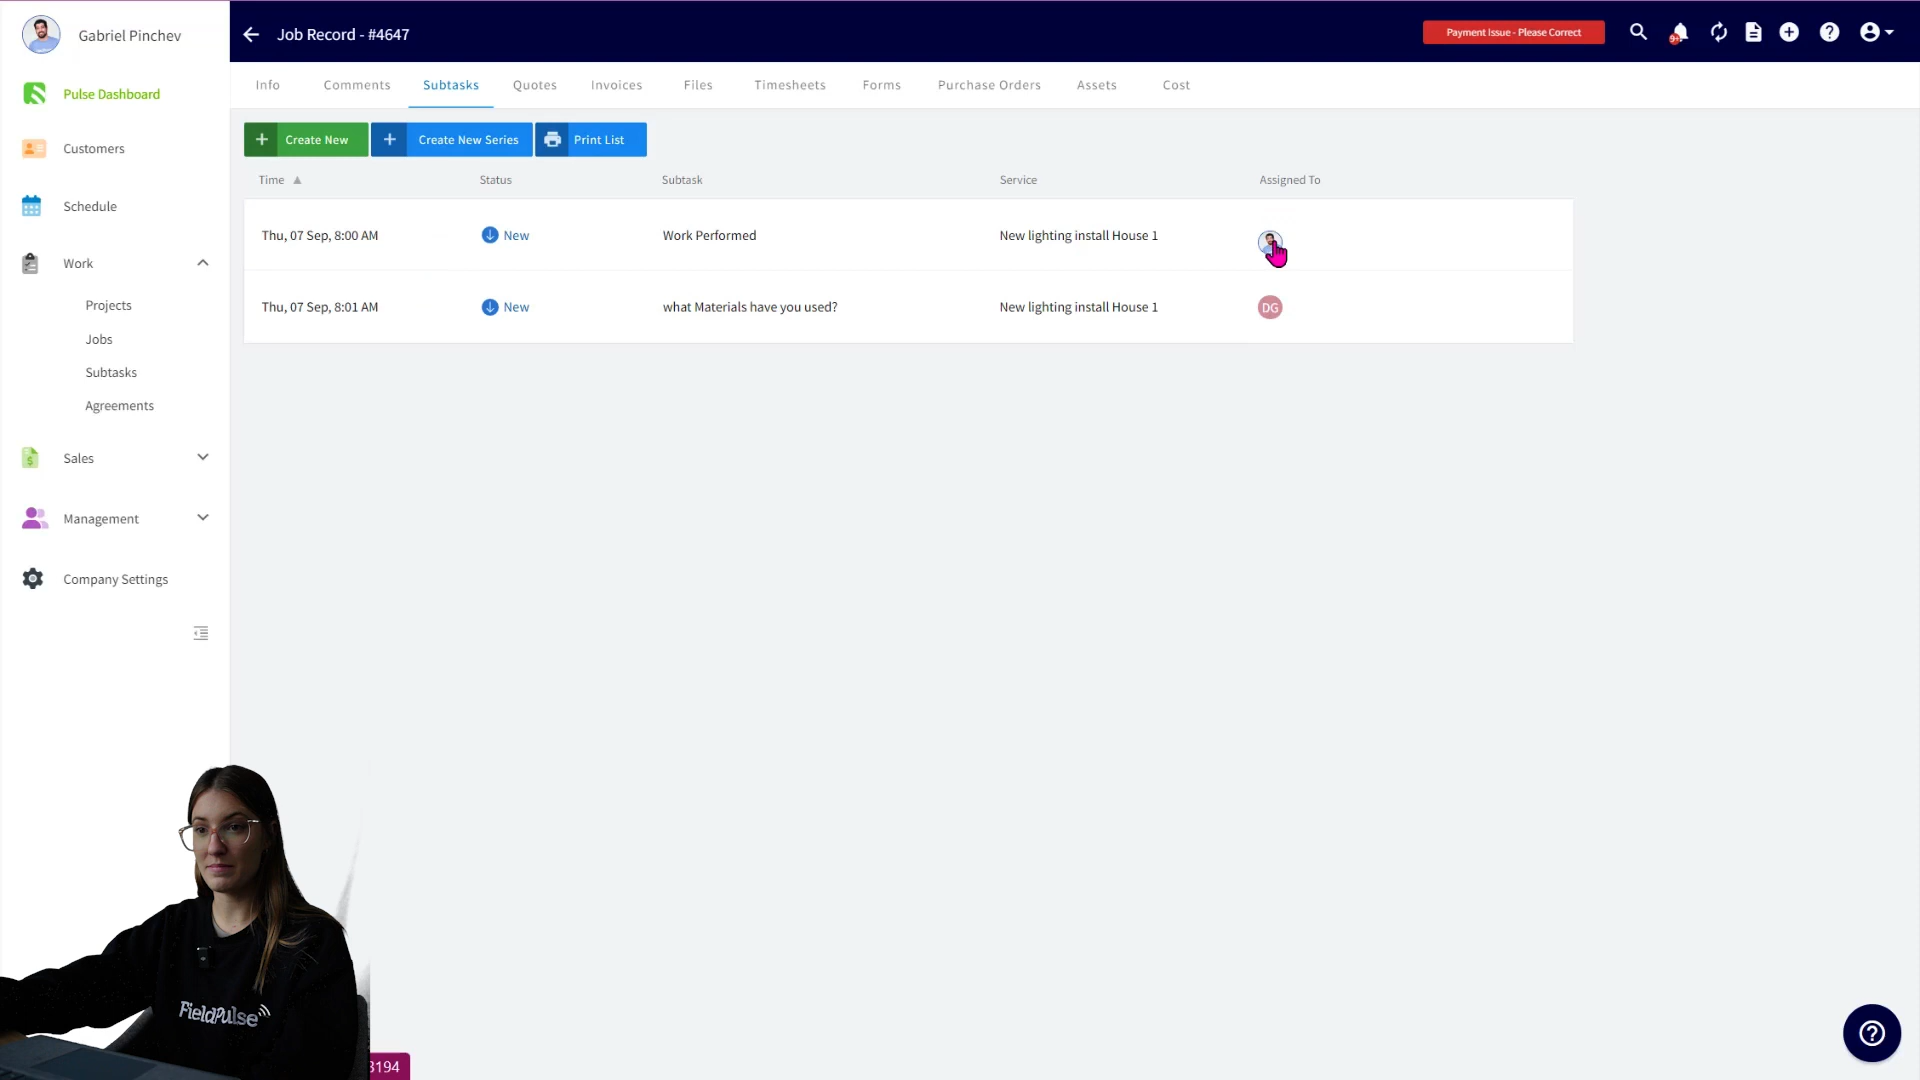 Gabriel Pinchev
Job Record - #4647
Payment Issue - Please Correct
9+
Pulse Dashboard
Customers
Schedule
Work
Projects
Jobs
Subtasks
Agreements
Sales
Management
Company Settings
Info Comments Subtasks Quotes Invoices Files Timesheets Forms Purchase Orders Assets Cost
Create New Create New Series Print List
Time Status Subtask Service Assigned To
Thu, 07 Sep, 8:00 AM New Work Performed New lighting install House 1
Thu, 07 Sep, 8:01 AM New what Materials have you used? New lighting install House 1 DG
FieldPulse
3194